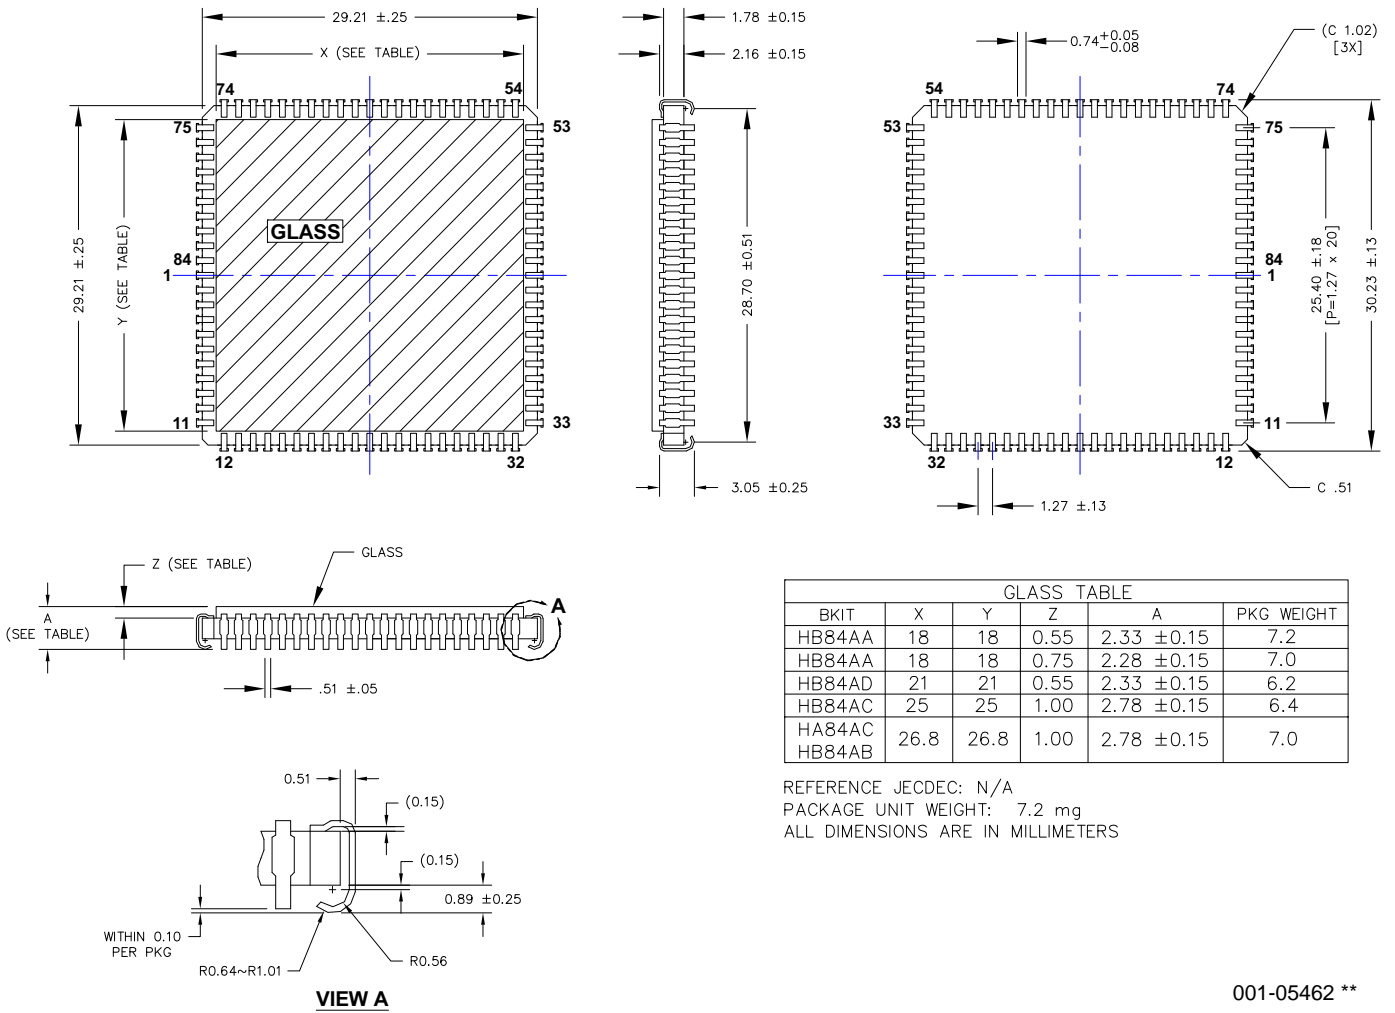 29.21 ±.25
X (SEE TABLE)
74
54
75
53
29.21 ±.25
Y (SEE TABLE)
GLASS
84
1
11
33
12
32
1.78 ±0.15
2.16 ±0.15
28.70 ±0.51
3.05 ±0.25
0.74 +0.05
−0.08
(C 1.02)
[3X]
54
74
53
75
84
1
25.40 ±.18
[P=1.27 x 20]
30.23 ±.13
33
11
32
12
C .51
1.27 ±.13
Z (SEE TABLE)
GLASS
A
(SEE TABLE)
A
.51 ±.05
GLASS TABLE
BKIT X Y Z A PKG WEIGHT
HB84AA 18 18 0.55 2.33 ±0.15 7.2
HB84AA 18 18 0.75 2.28 ±0.15 7.0
HB84AD 21 21 0.55 2.33 ±0.15 6.2
HB84AC 25 25 1.00 2.78 ±0.15 6.4
HA84AC
HB84AB 26.8 26.8 1.00 2.78 ±0.15 7.0
REFERENCE JECDEC: N/A
PACKAGE UNIT WEIGHT: 7.2 mg
ALL DIMENSIONS ARE IN MILLIMETERS
0.51
(0.15)
(0.15)
0.89 ±0.25
WITHIN 0.10
PER PKG
R0.64~R1.01
R0.56
VIEW A
001-05462 **